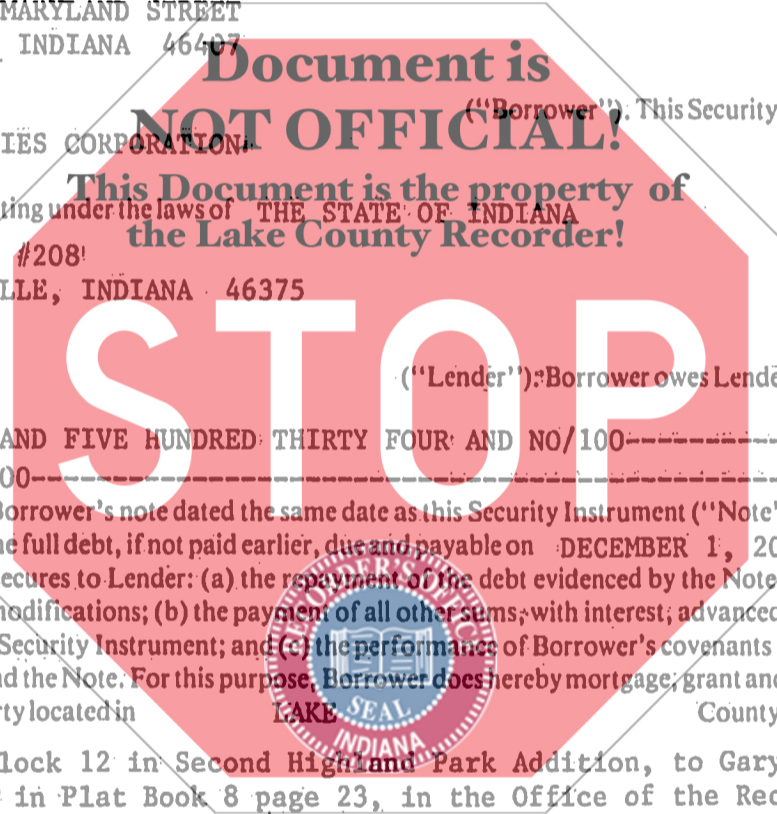 MARYLAND STREET
INDIANA 46407
Document is
("Borrower"). This Security
NOT OFFICIAL!
IES CORPORATION
This Document is the property of
ting under the laws of THE STATE OF INDIANA
the Lake County Recorder!
#208
LLE, INDIANA 46375
STOP
("Lender"). Borrower owes Lende
AND FIVE HUNDRED THIRTY FOUR AND NO/100------------
00------------------------------------------------
Borrower's note dated the same date as this Security Instrument ("Note"
he full debt, if not paid earlier, due and payable on DECEMBER 1, 20
ecures to Lender: (a) the repayment of the debt evidenced by the Note
modifications; (b) the payment of all other sums, with interest, advanced
Security Instrument; and (c) the performance of Borrower's covenants
nd the Note. For this purpose, Borrower does hereby mortgage, grant and
rty located in LAKE County
RECORDER'S OFFICE
SEAL
INDIANA
lock 12 in Second Highland Park Addition, to Gary
in Plat Book 8 page 23, in the Office of the Rec